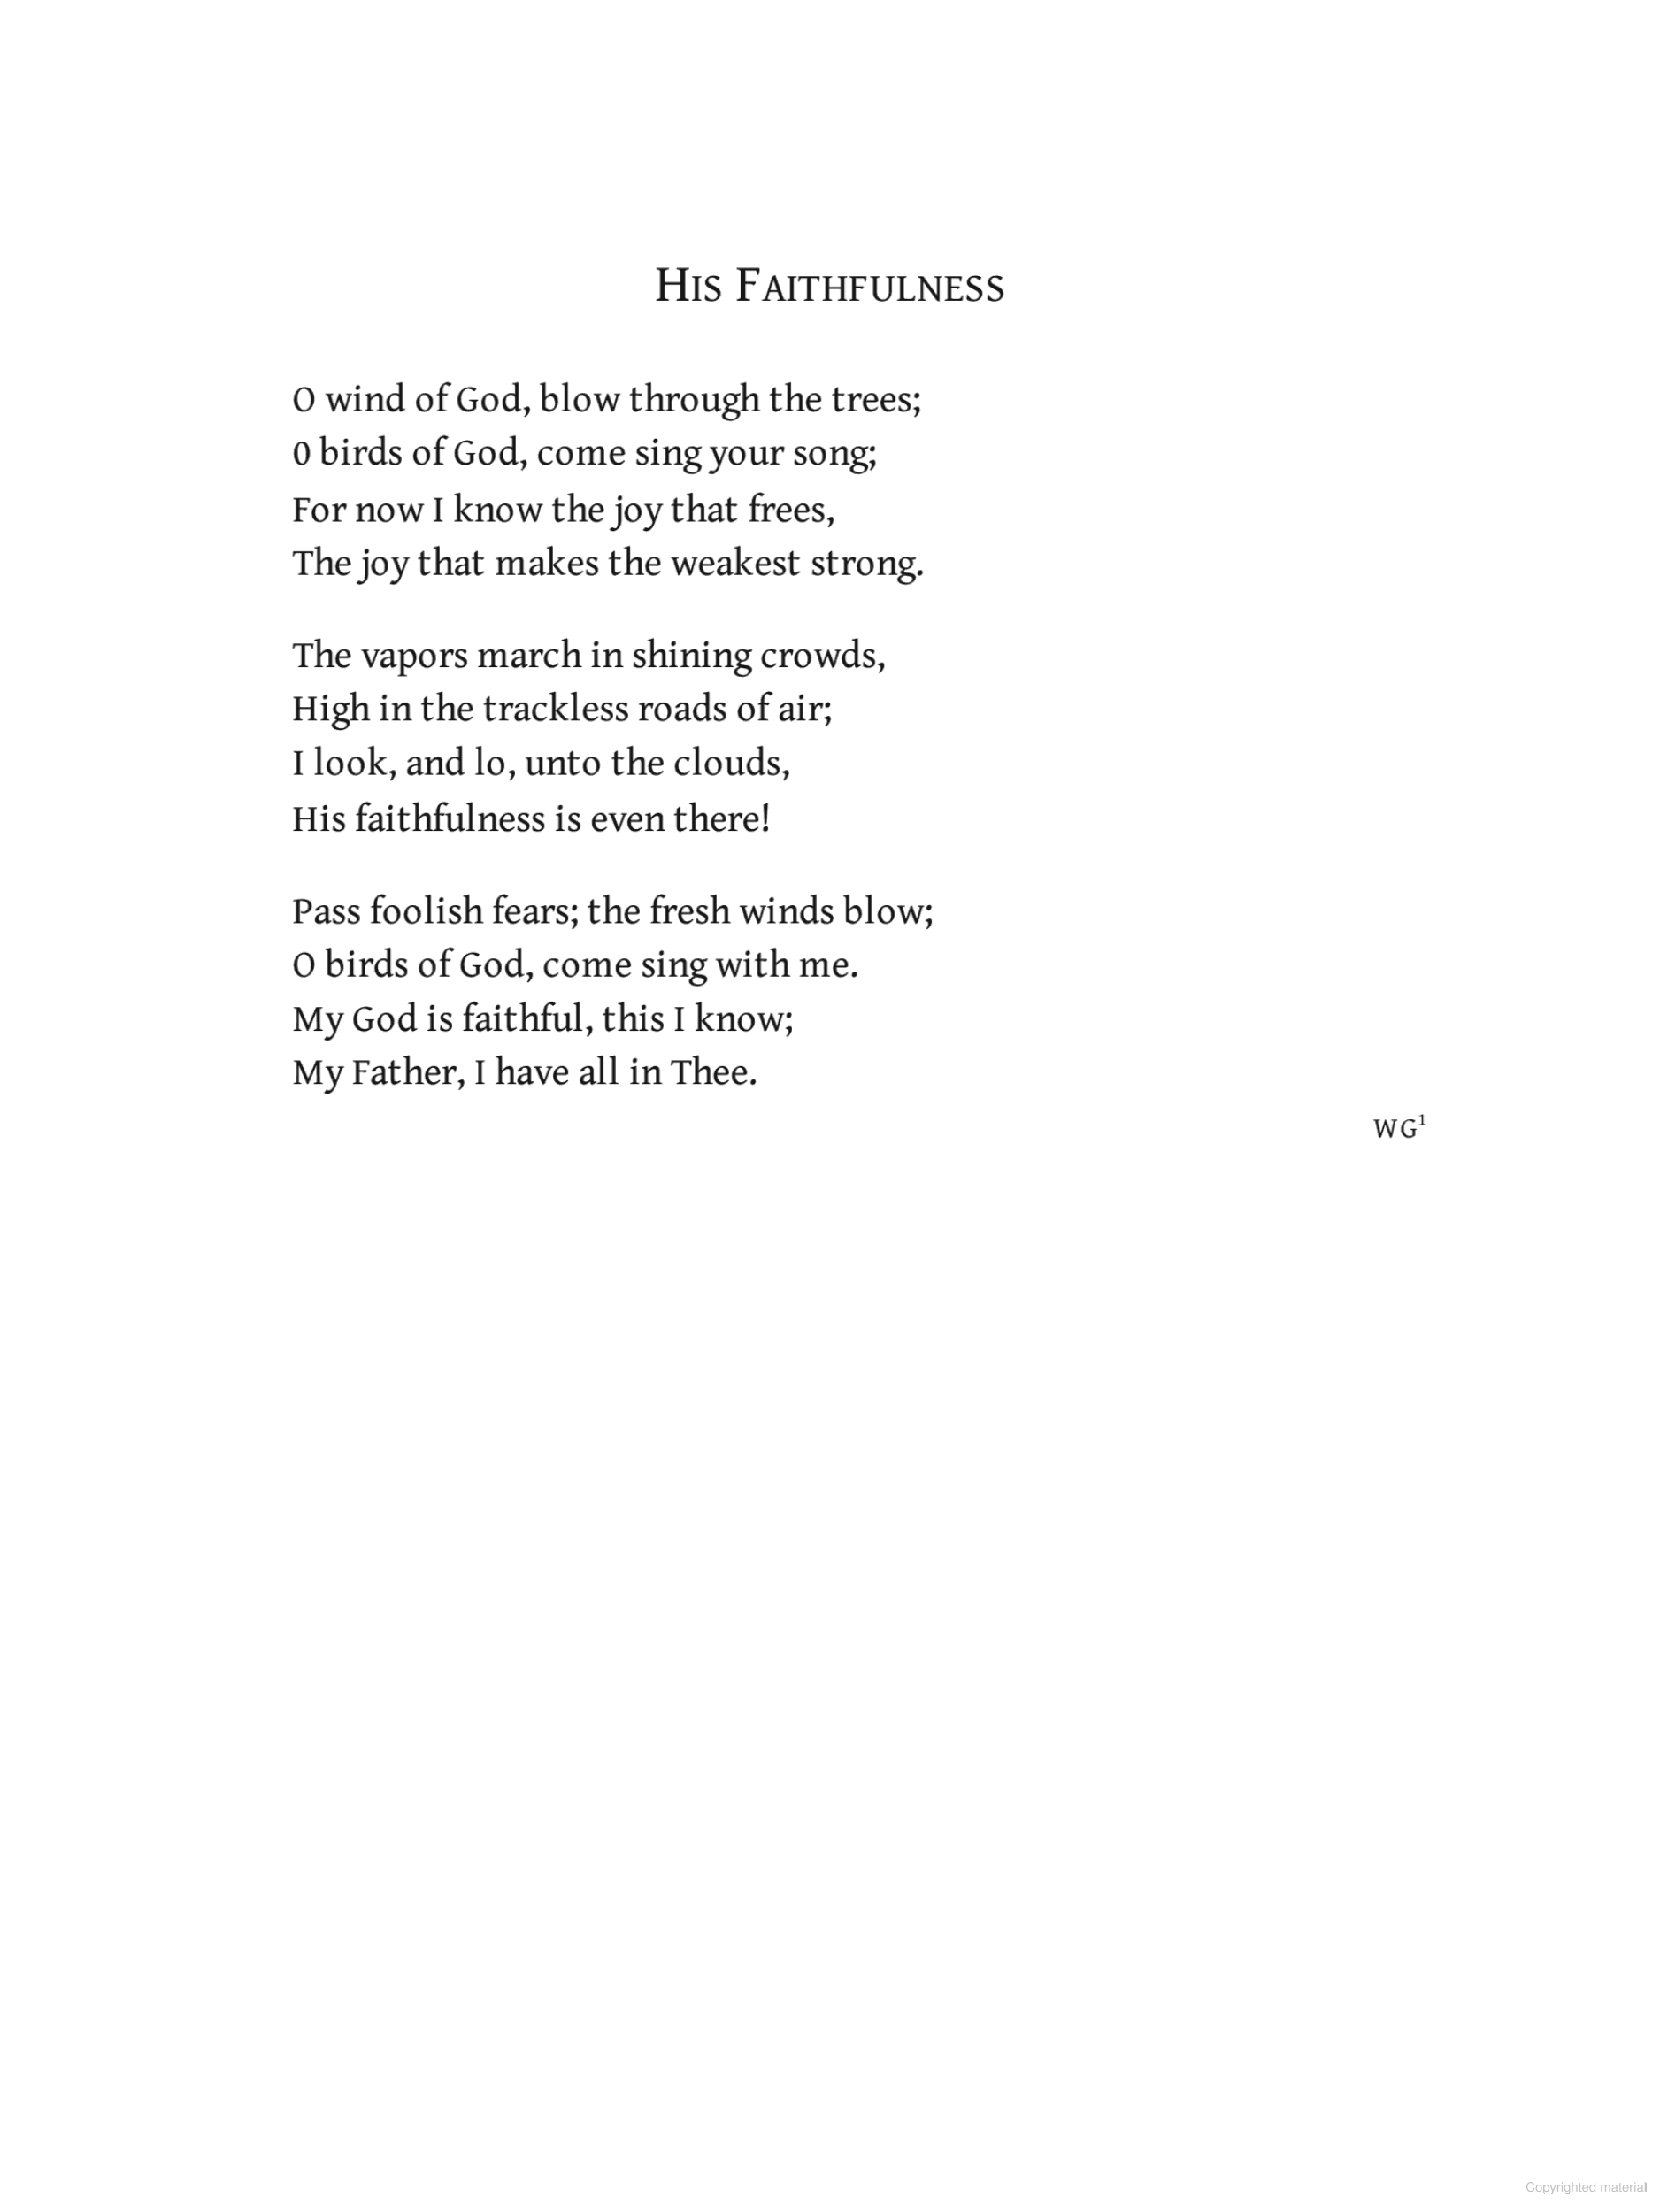 His Faithfulness
O wind of God, blow through the trees;
0 birds of God, come sing your song;
For now I know the joy that frees,
The joy that makes the weakest strong.
The vapors march in shining crowds,
High in the trackless roads of air;
I look, and lo, unto the clouds,
His faithfulness is even there!
Pass foolish fears; the fresh winds blow;
O birds of God, come sing with me.
My God is faithful, this I know;
My Father, I have all in Thee.
WG¹
Copyrighted material